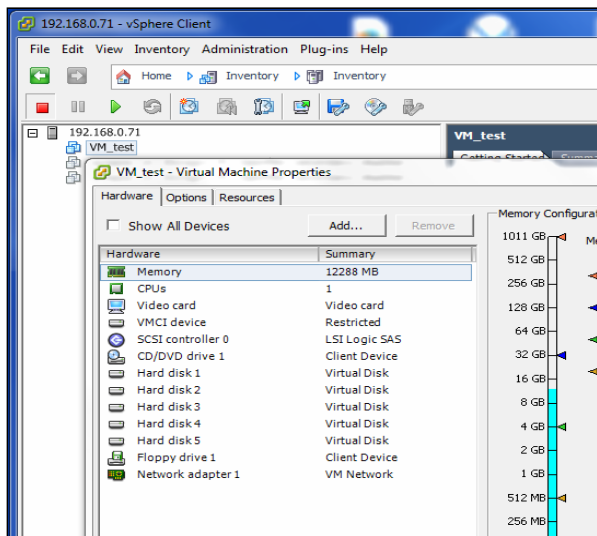 192.168.0.71 - vSphere Client
File Edit View Inventory Administration Plug-ins Help
Home Inventory Inventory
192.168.0.71
VM_test
VM_test
Getting Started Summa
VM_test - Virtual Machine Properties
Hardware Options Resources
Show All Devices Add... Remove
Hardware Summary
Memory 12288 MB
CPUs 1
Video card Video card
VMCI device Restricted
SCSI controller 0 LSI Logic SAS
CD/DVD drive 1 Client Device
Hard disk 1 Virtual Disk
Hard disk 2 Virtual Disk
Hard disk 3 Virtual Disk
Hard disk 4 Virtual Disk
Hard disk 5 Virtual Disk
Floppy drive 1 Client Device
Network adapter 1 VM Network
Memory Configurat
1011 GB Me
512 GB
256 GB
128 GB
64 GB
32 GB
16 GB
8 GB
4 GB
2 GB
1 GB
512 MB
256 MB